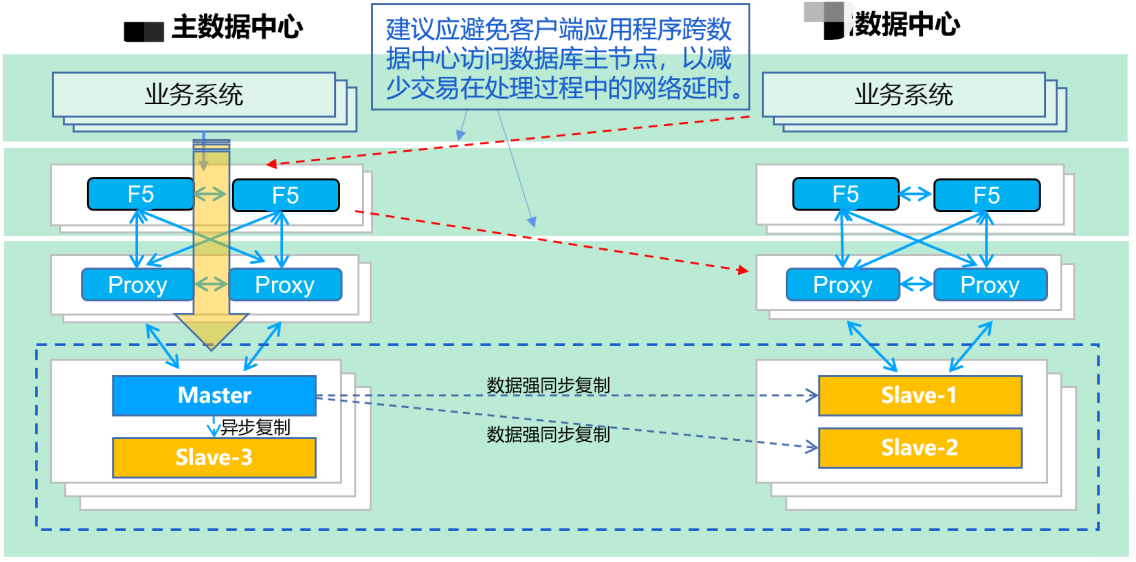 主数据中心
数据中心
建议应避免客户端应用程序跨数
据中心访问数据库主节点，以减
少交易在处理过程中的网络延时。
业务系统
业务系统
F5
F5
F5
F5
Proxy
Proxy
Proxy
Proxy
Master
异步复制
Slave-3
数据强同步复制
数据强同步复制
Slave-1
Slave-2